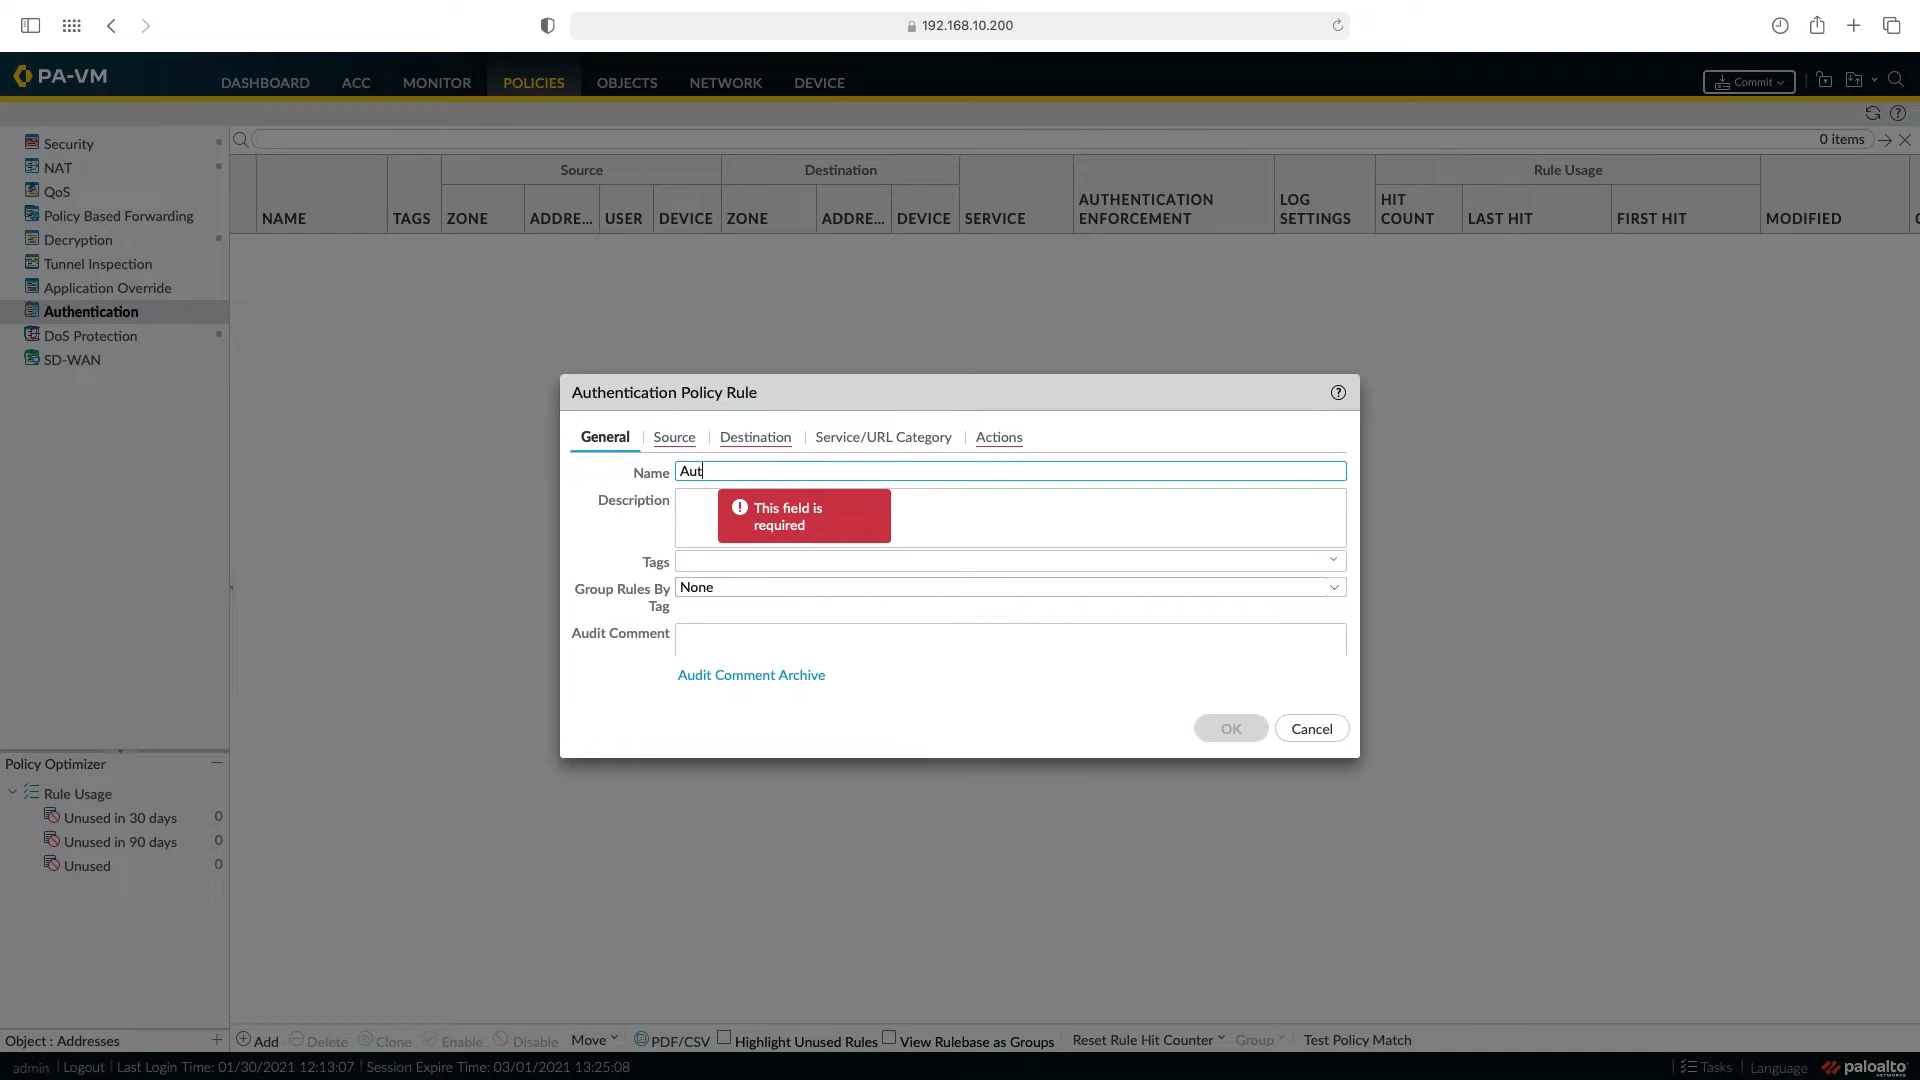 192.168.10.200
PA-VM
DASHBOARD
ACC
MONITOR
POLICIES
OBJECTS
NETWORK
DEVICE
Commit
Security
NAT
QoS
Policy Based Forwarding
Decryption
Tunnel Inspection
Application Override
Authentication
DoS Protection
SD-WAN
0 items
Source
Destination
Rule Usage
NAME
TAGS
ZONE
ADDRE...
USER
DEVICE
ZONE
ADDRE...
DEVICE
SERVICE
AUTHENTICATION
ENFORCEMENT
LOG
SETTINGS
HIT
COUNT
LAST HIT
FIRST HIT
MODIFIED
Authentication Policy Rule
General
Source
Destination
Service/URL Category
Actions
Name
Aut
Description
This field is
required
Tags
Group Rules By
Tag
None
Audit Comment
Audit Comment Archive
OK
Cancel
Policy Optimizer
Rule Usage
Unused in 30 days 0
Unused in 90 days 0
Unused 0
Object : Addresses
Add
Delete
Clone
Enable
Disable
Move
PDF/CSV
Highlight Unused Rules
View Rulebase as Groups
Reset Rule Hit Counter
Group
Test Policy Match
admin | Logout | Last Login Time: 01/30/2021 12:13:07 | Session Expire Time: 03/01/2021 13:25:08
Tasks | Language
paloalto
NETWORKS